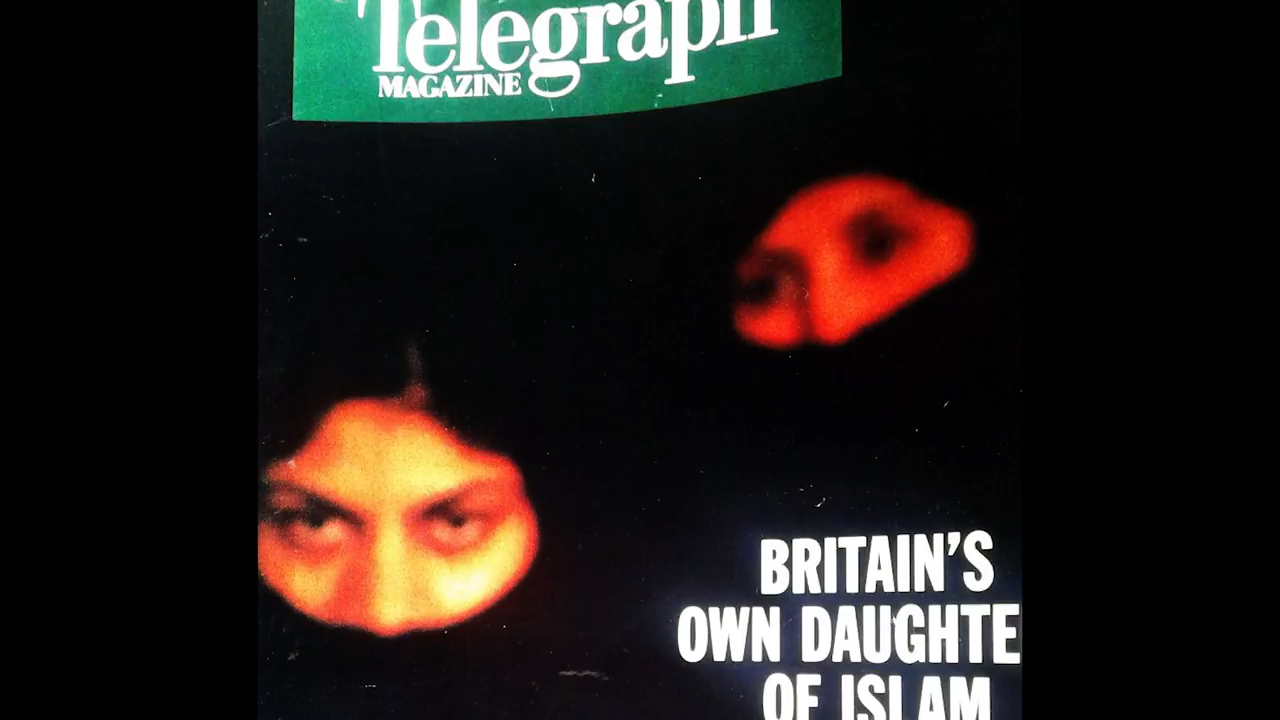 Telegraph
MAGAZINE
BRITAIN'S
OWN DAUGHTE
OF ISLAM